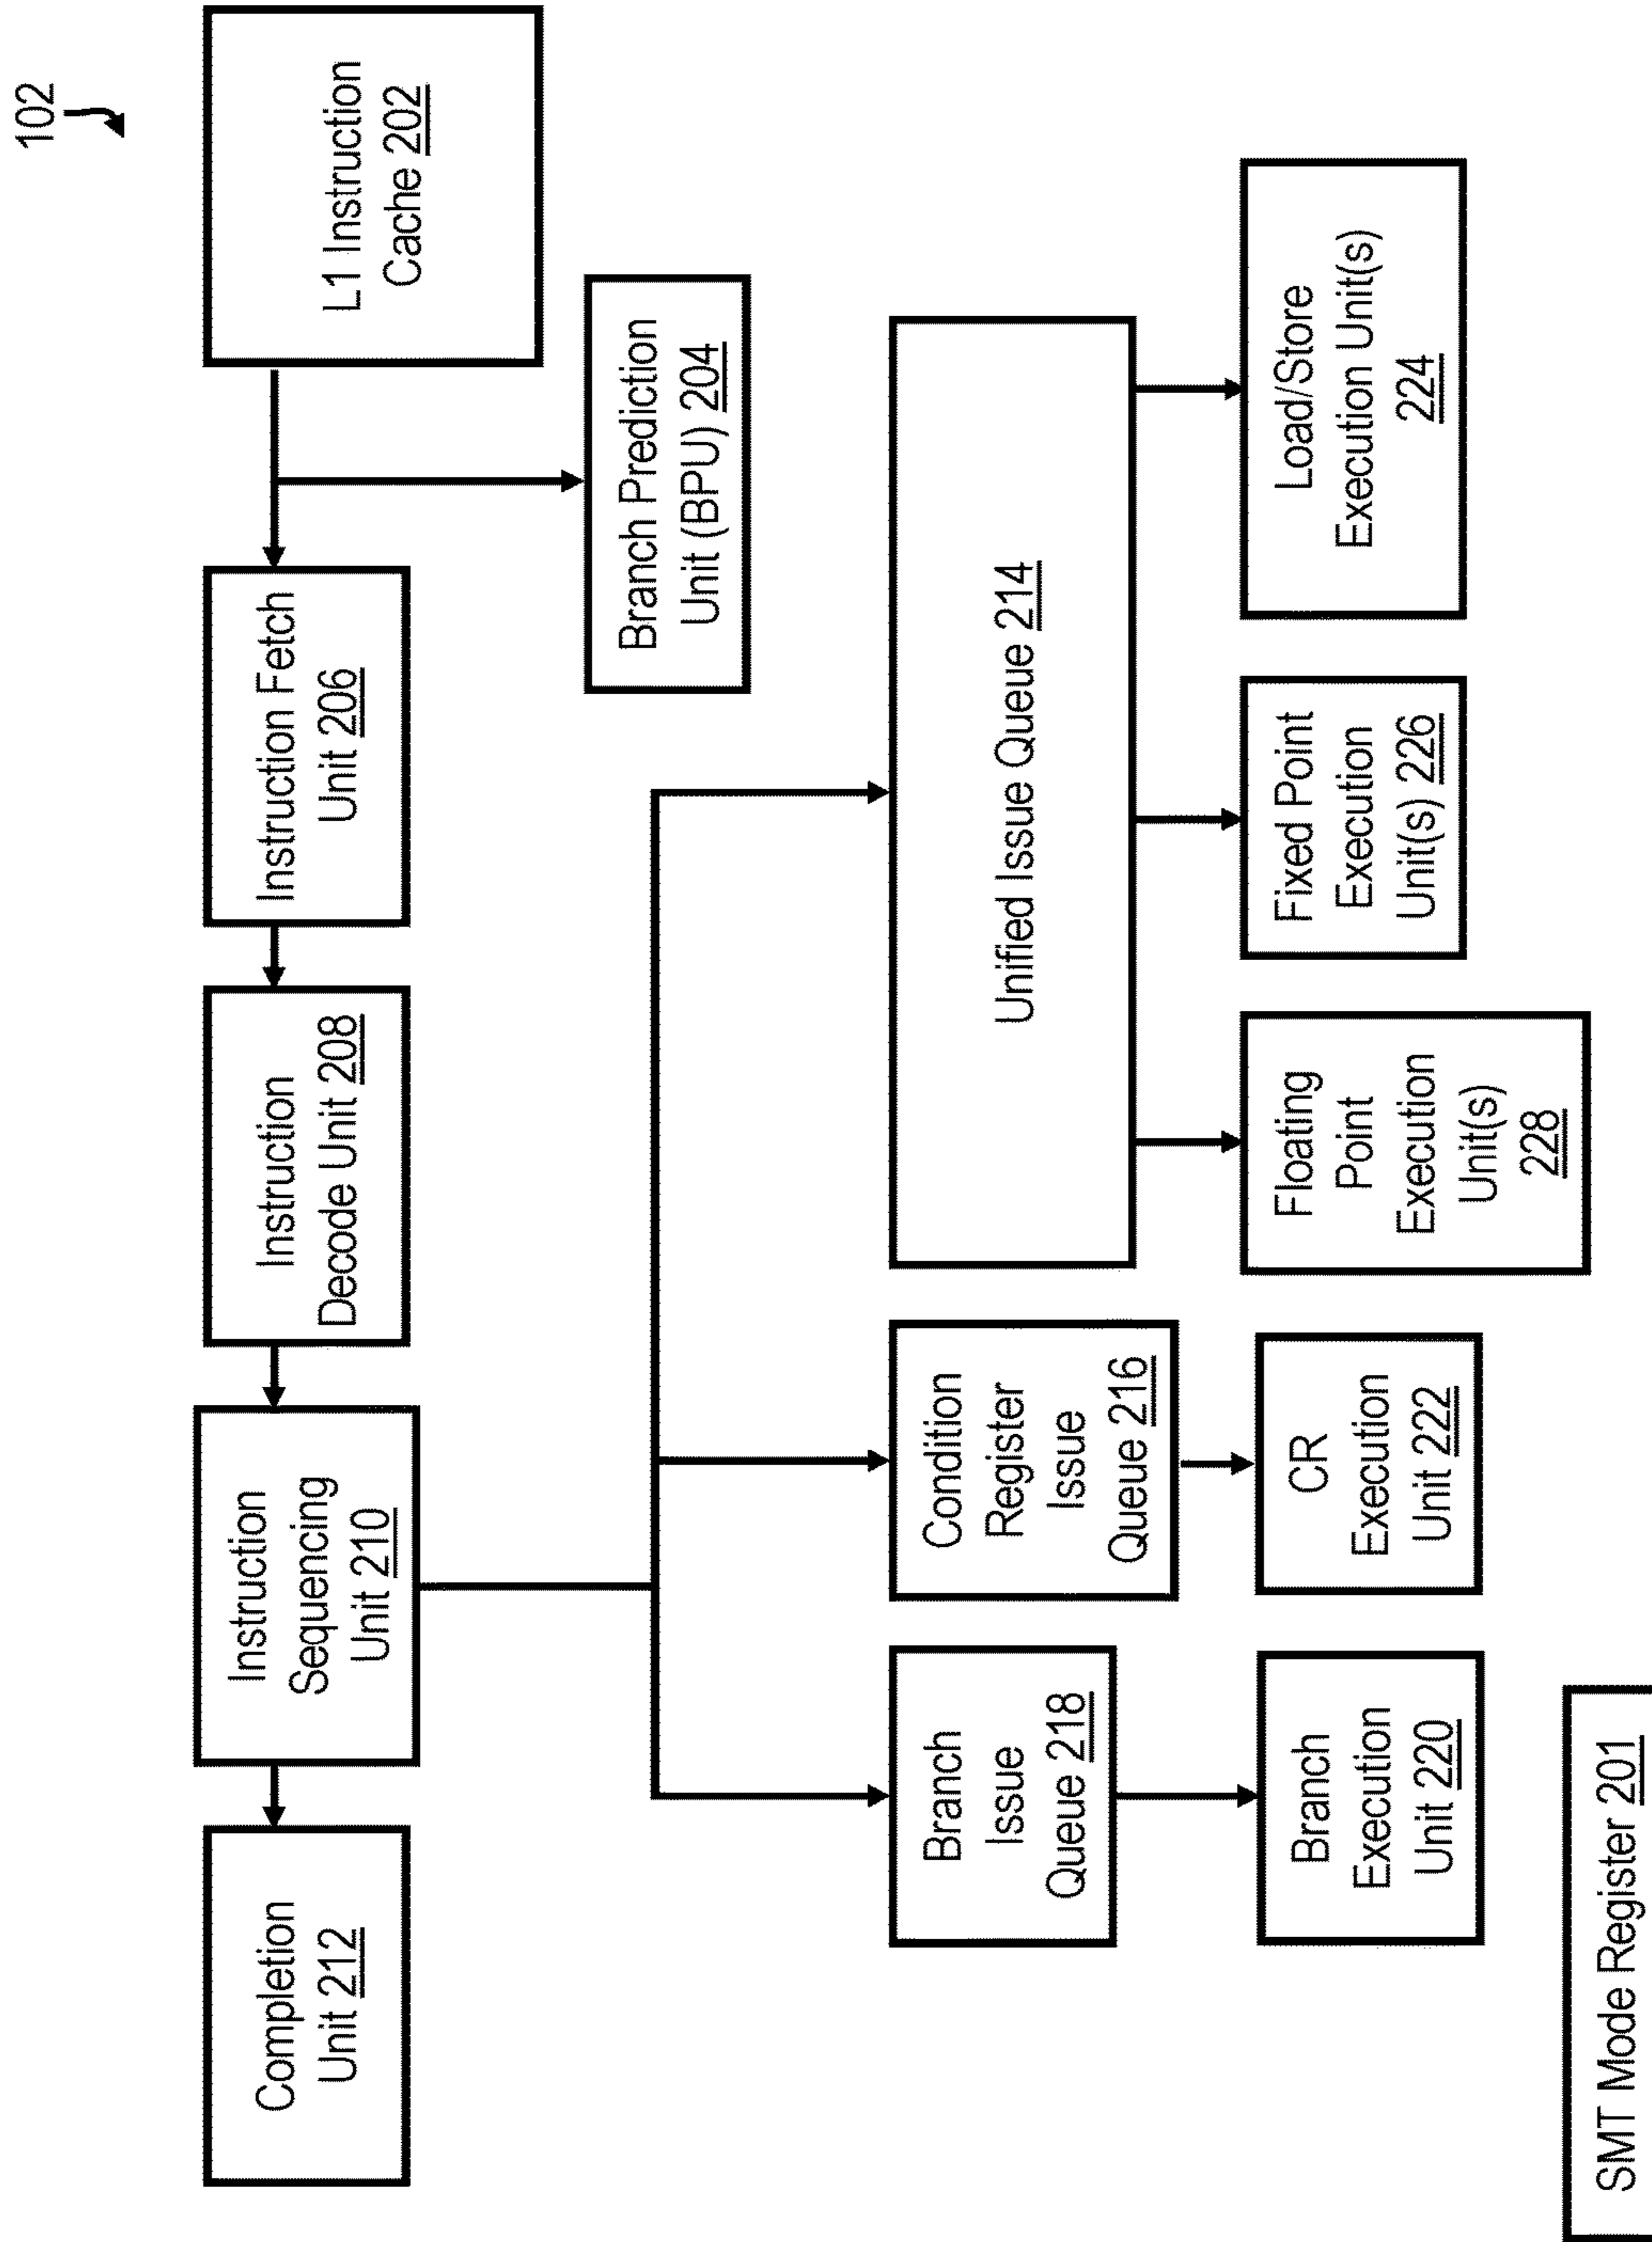 102
Completion
Unit 212
Instruction
Sequencing
Unit 210
Instruction
Decode Unit 208
Instruction Fetch
Unit 206
L1 Instruction
Cache 202
Branch Prediction
Unit (BPU) 204
Branch
Issue
Queue 218
Condition
Register
Issue
Queue 216
Unified Issue Queue 214
Branch
Execution
Unit 220
CR
Execution
Unit 222
Floating
Point
Execution
Unit(s)
228
Fixed Point
Execution
Unit(s) 226
Load/Store
Execution Unit(s)
224
SMT Mode Register 201